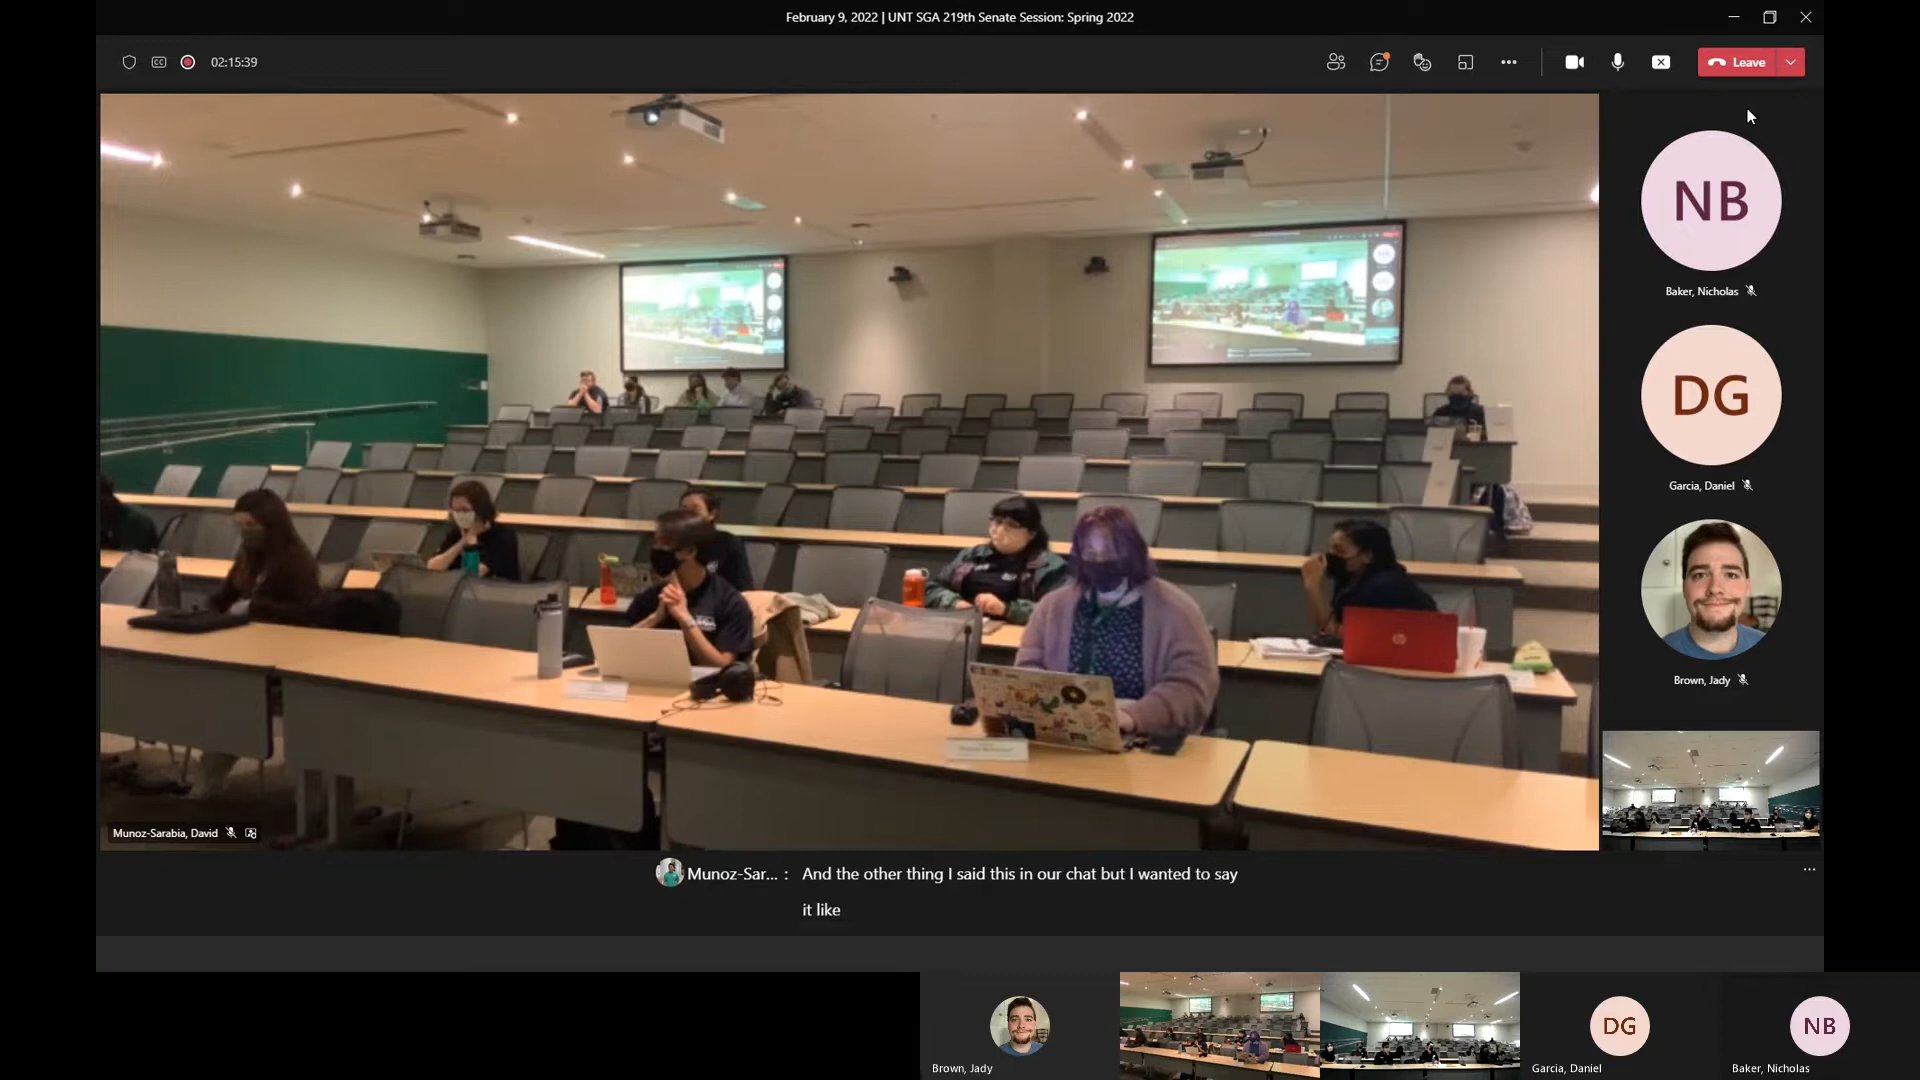 February 9, 2022 | UNT SGA 219th Senate Session: Spring 2022
CC
02:15:39
Leave
NB
Baker, Nicholas
DG
Garcia, Daniel
Brown, Jady
hp
Munoz-Sarabia, David
Munoz-Sar... : And the other thing I said this in our chat but I wanted to say
it like
Brown, Jady
DG
Garcia, Daniel
NB
Baker, Nicholas